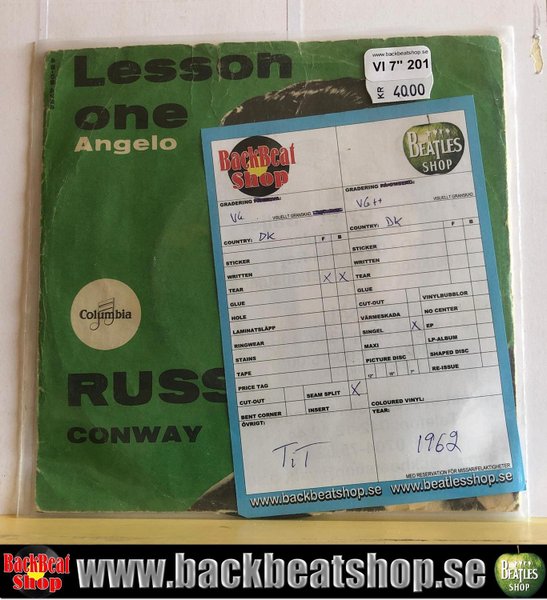 Lesson
one
Angelo
Columbia
RUSS
CONWAY
www.backbeatshop.se
VI 7" 201
KR 40.00
BackBeat
Shop
BEATLES
SHOP
GRADERING
VG
VISUELLT GRANSKAD
COUNTRY: DK
F B
STICKER
WRITTEN
X X
TEAR
GLUE
HOLE
LAMINATSLÄPP
RINGWEAR
STAINS
TAPE
PRICE TAG
CUT-OUT
SEAM SPLIT X
BENT CORNER
INSERT
ÖVRIGT:
TiT
GRADERING
VG++
VISUELLT GRANSKAD
COUNTRY: DK
F B
STICKER
WRITTEN
TEAR
GLUE
CUT-OUT
VINYLBUBBLOR
VÄRMESKADA
NO CENTER
SINGEL X
EP
MAXI
LP-ALBUM
PICTURE DISC
SHAPED DISC
RE-ISSUE
COLOURED VINYL:
YEAR:
1962
MED RESERVATION FÖR MISSAR/FELAKTIGHETER
www.backbeatshop.se www.beatlesshop.se
BackBeat
Shop
www.backbeatshop.se
BEATLES
SHOP